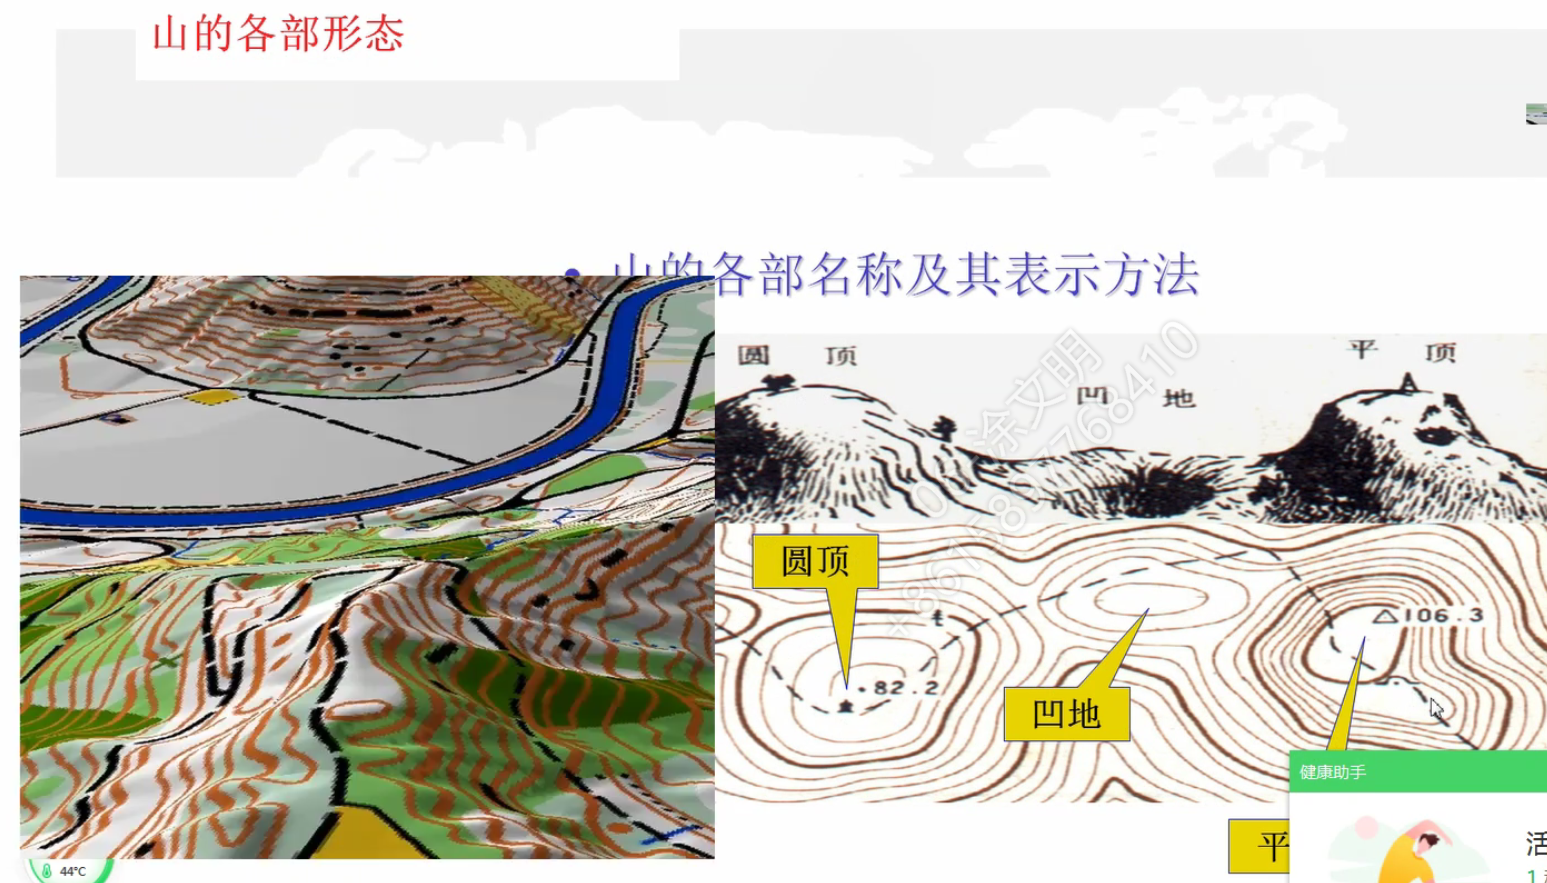 山的各部形态
山的各部名称及其表示方法
圆顶
平顶
凹地
涂文明
圆顶
106.3
82.2
凹地
健康助手
平
活
44°C